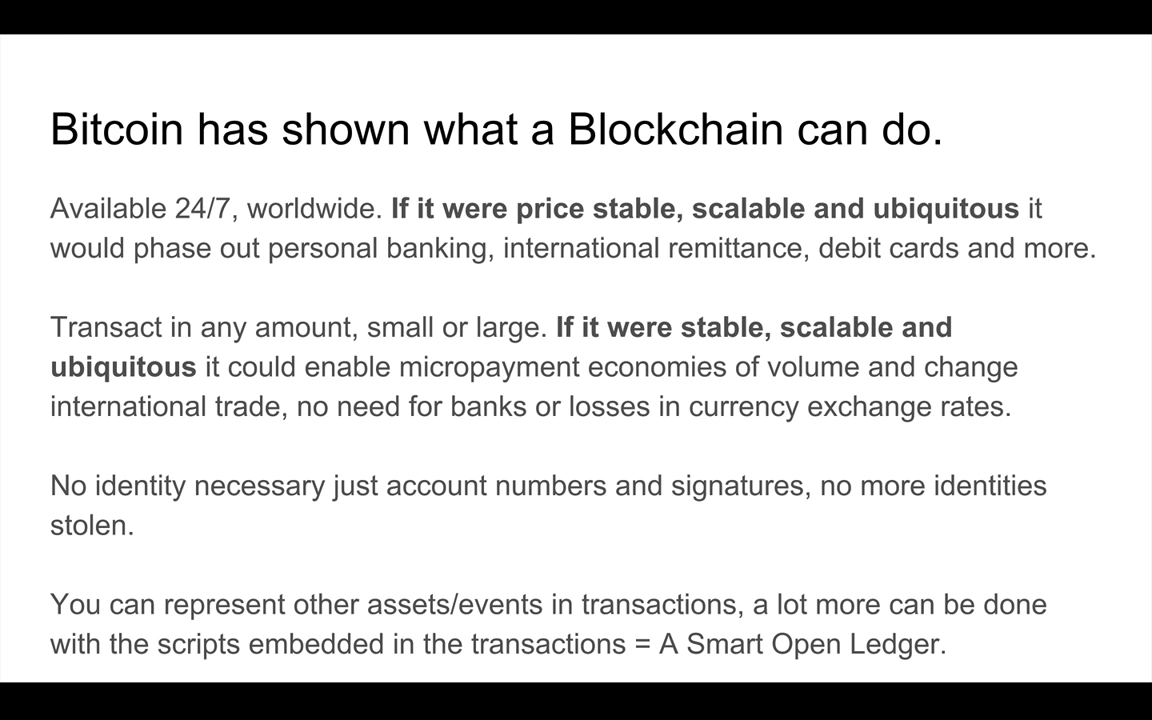 Bitcoin has shown what a Blockchain can do.
Available 24/7, worldwide. If it were price stable, scalable and ubiquitous it
would phase out personal banking, international remittance, debit cards and more.
Transact in any amount, small or large. If it were stable, scalable and
ubiquitous it could enable micropayment economies of volume and change
international trade, no need for banks or losses in currency exchange rates.
No identity necessary just account numbers and signatures, no more identities
stolen.
You can represent other assets/events in transactions, a lot more can be done
with the scripts embedded in the transactions = A Smart Open Ledger.